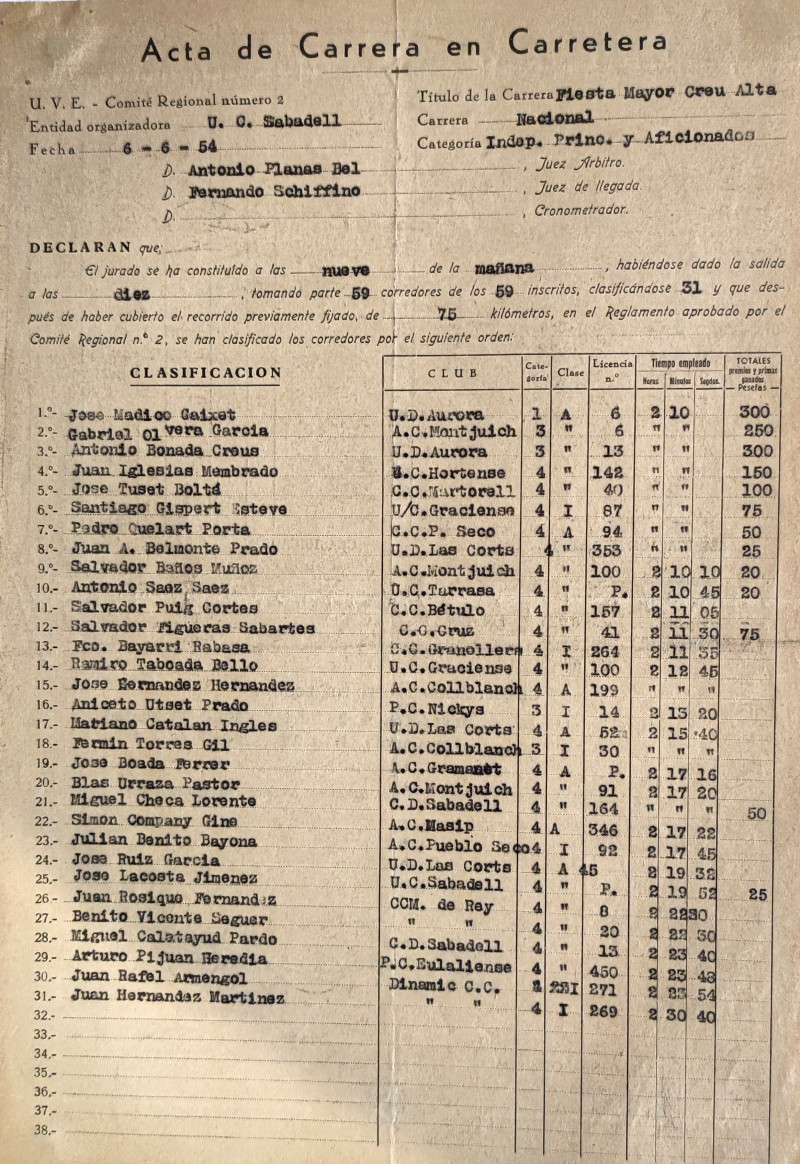 Acta de Carrera en Carretera
U. V. E. - Comité Regional número 2
Título de la Carrera Fiesta Mayor Creu Alta
Entidad organizadora U. C. Sabadell
Carrera Nacional
Fecha 6 - 6 - 54
Categoría Indep. Princ. y Aficionados
D. Antonio Planas Bel, Juez Árbitro.
D. Fernando Schiffino, Juez de llegada.
D. , Cronometrador.
DECLARAN que;
El jurado se ha constituído a las nueve de la mañana, habiéndose dado la salida
a las diez, tomando parte 59 corredores de los 59 inscritos, clasificándose 31 y que des-
pués de haber cubierto el recorrido previamente fijado, de 75 kilómetros, en el Reglamento aprobado por el
Comité Regional n.º 2, se han clasificado los corredores por el siguiente orden:
CLASIFICACION CLUB Cate-goría Clase Licencia n.º Tiempo empleado Horas Minutos Segdos. TOTALES premios y primas ganados Pesetas
1.º- Jose Madico Gaixet U.D.Aurora 1 A 6 2 10 300
2.º- Gabriel Olvera Garcia A.C.Montjuich 3 " 6 " " 250
3.º- Antonio Bonada Creus U.D.Aurora 3 " 13 " " 300
4.º- Juan Iglesias Membrado C.Hortense 4 " 142 " " 150
5.º- Jose Tuset Boltá C.C.Martorell 4 " 40 " " 100
6.º- Santiago Gispert Esteve U/C.Graciense 4 I 87 " " 75
7.º- Pedro Quelart Porta C.C.P. Seco 4 A 94 " " 50
8.º- Juan A. Belmonte Prado U.D.Las Corts 4 " 353 " " 25
9.º- Salvador Baños Muñoz A.C.Montjuich 4 " 100 2 10 10 20
10.- Antonio Saez Saez U.C.Tarrasa 4 " P. 2 10 45 20
11.- Salvador Puig Cortes C.C.Bétulo 4 " 157 2 11 05
12.- Salvador Figueras Sabartes C.C.Cruz 4 " 41 2 11 30 75
13.- Fco. Bayarri Rabasa C.C.Granollers 4 I 264 2 11 35
14.- Ramiro Taboada Bello U.C.Graciense 4 " 100 2 12 45
15.- Jose Hernandez Hernandez A.C.Collblanch 4 A 199 " " "
16.- Aniceto Utset Prado P.C.Nickys 3 I 14 2 13 20
17.- Mariano Catalan Ingles U.D.Las Corts 4 A 52 2 15 40
18.- Fermin Torres Gil A.C.Collblanch 3 I 30 " " "
19.- Jose Boada Ferrer A.C.Gramanet 4 A P. 2 17 16
20.- Blas Urraza Pastor A.C.Montjuich 4 " 91 2 17 20
21.- Miguel Checa Lorente C.D.Sabadell 4 " 164 " " " 50
22.- Simon Company Gine A.C.Masip 4 A 346 2 17 22
23.- Julian Benito Bayona A.C.Pueblo Seco 4 I 92 2 17 45
24.- Jose Ruiz Garcia U.D.Las Corts 4 A 45 2 19 32
25.- Jose Lacosta Jimenez U.C.Sabadell 4 " P. 2 19 52 25
26.- Juan Rosique Fernandez CCM. de Rey 4 " 8 2 2230
27.- Benito Vicente Seguer " " 4 " 20 2 22 30
28.- Miguel Calatayud Pardo C.D.Sabadell 4 " 13 2 23 40
29.- Arturo Pijuan Heredia P.C.Eulaliense 4 " 450 2 23 48
30.- Juan Rafel Armengol Dinamic C.C. I 271 2 23 54
31.- Juan Hernandez Martinez " " 4 I 269 2 30 40
32.-
33.-
34.-
35.-
36.-
37.-
38.-